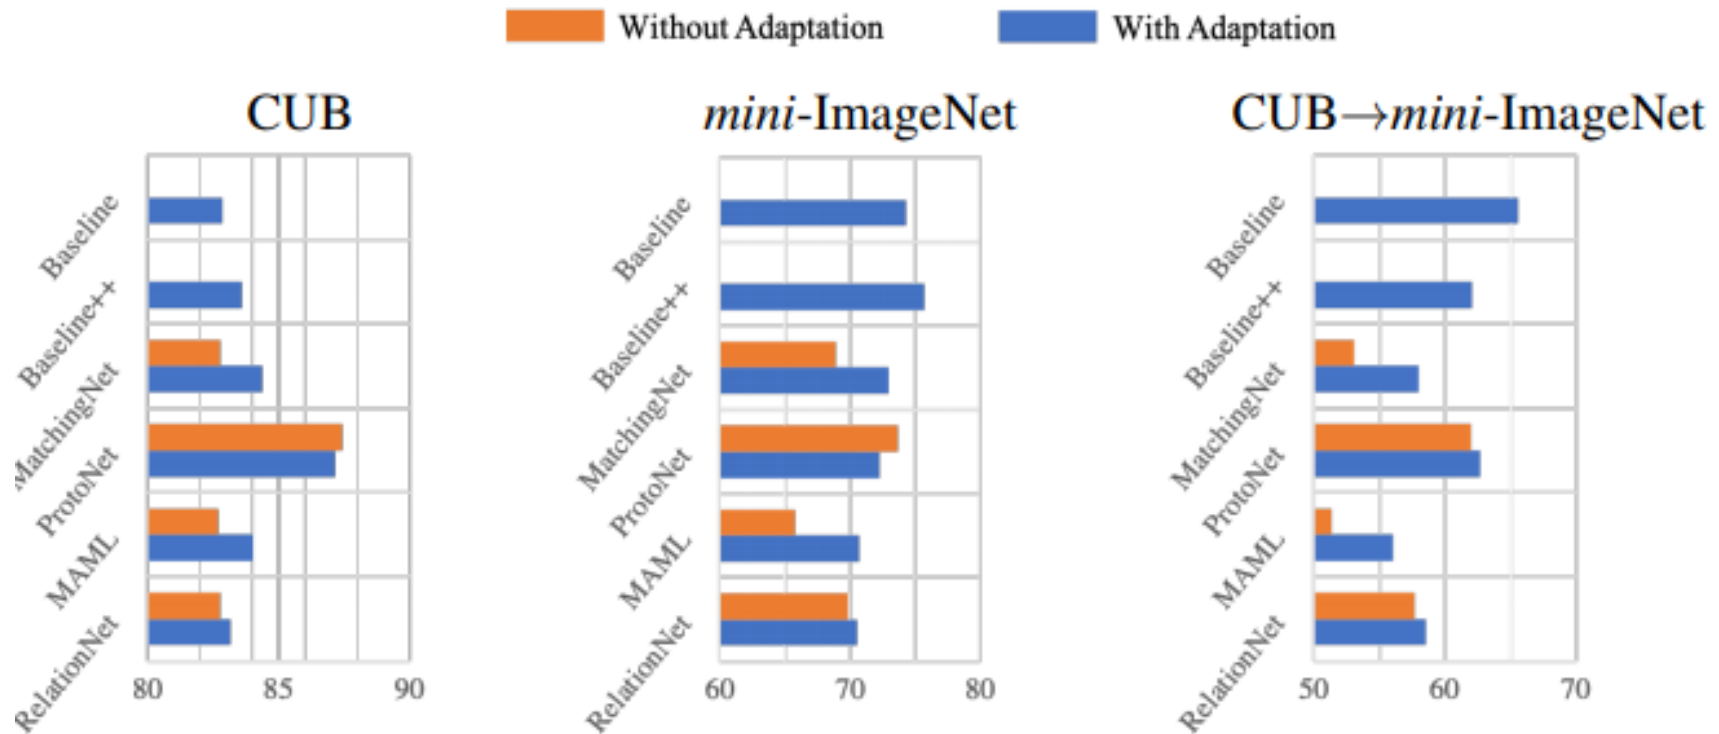 Without Adaptation With Adaptation
CUB mini-ImageNet CUB→mini-ImageNet
Baseline
Baseline++
MatchingNet
ProtoNet
MAML
RelationNet
80 85 90
Baseline
Baseline++
MatchingNet
ProtoNet
MAML
RelationNet
60 70 80
Baseline
Baseline++
MatchingNet
ProtoNet
MAML
RelationNet
50 60 70